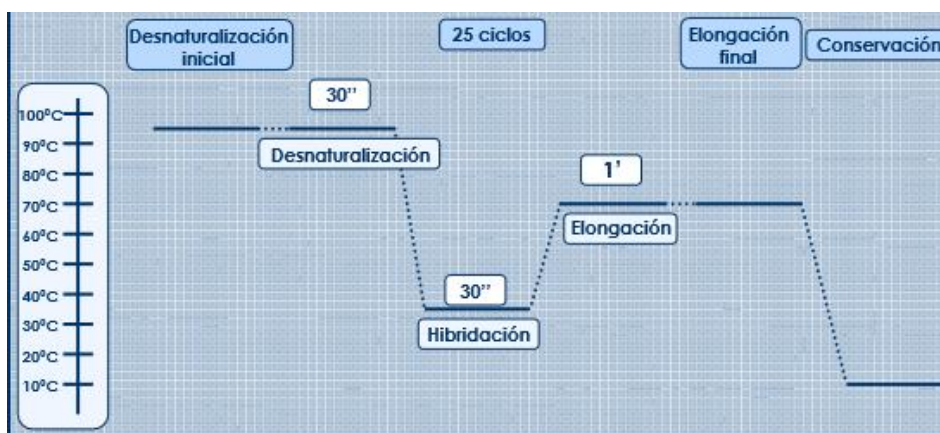 Desnaturalización
inicial
25 ciclos
Elongación
final
Conservación
30’’
100ºC
90ºC
80ºC
70ºC
60ºC
50ºC
40ºC
30ºC
20ºC
10ºC
Desnaturalización
1’
Elongación
30’’
Hibridación